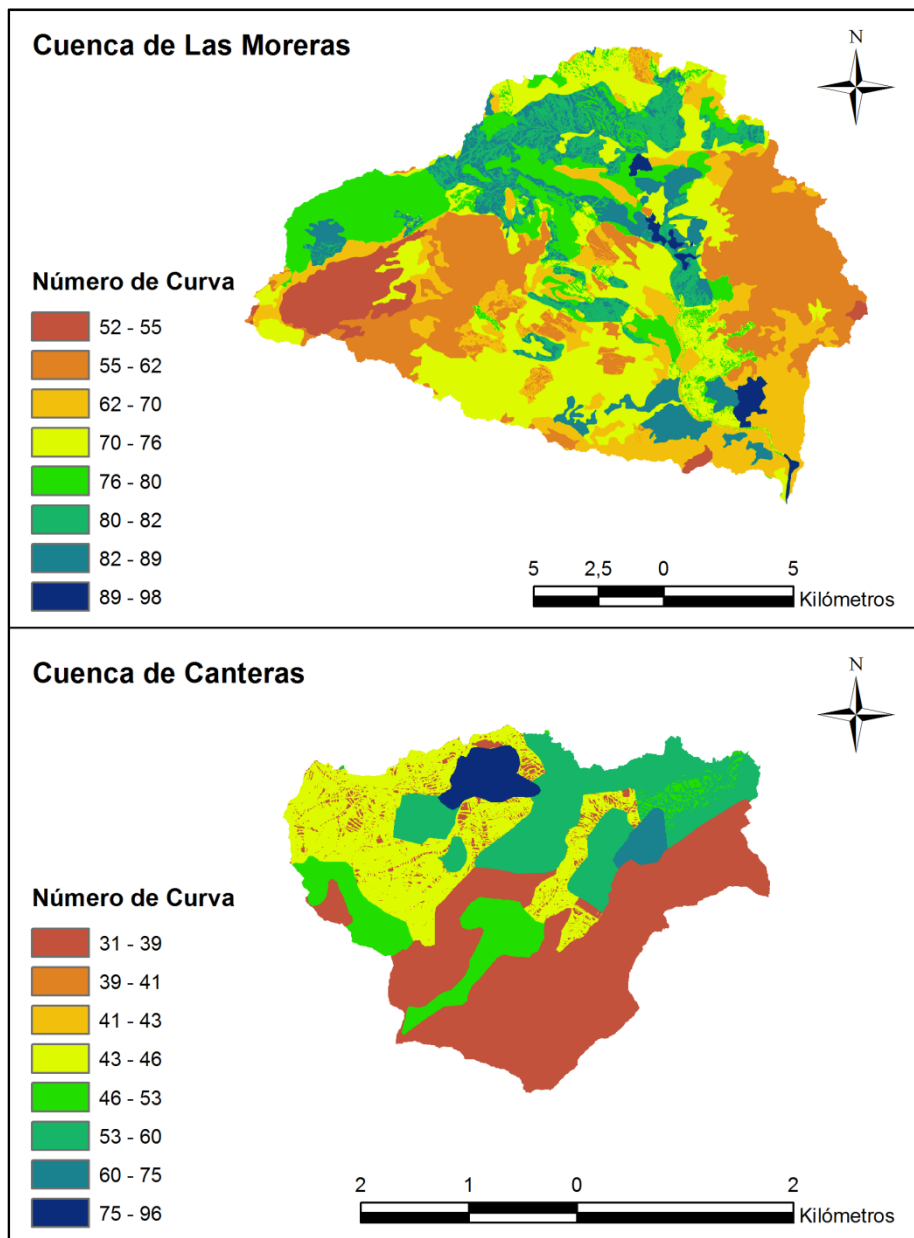 Cuenca de Las Moreras
N
Número de Curva
52 - 55
55 - 62
62 - 70
70 - 76
76 - 80
80 - 82
82 - 89
89 - 98
5 2,5 0 5
Kilómetros
Cuenca de Canteras
N
Número de Curva
31 - 39
39 - 41
41 - 43
43 - 46
46 - 53
53 - 60
60 - 75
75 - 96
2 1 0 2
Kilómetros